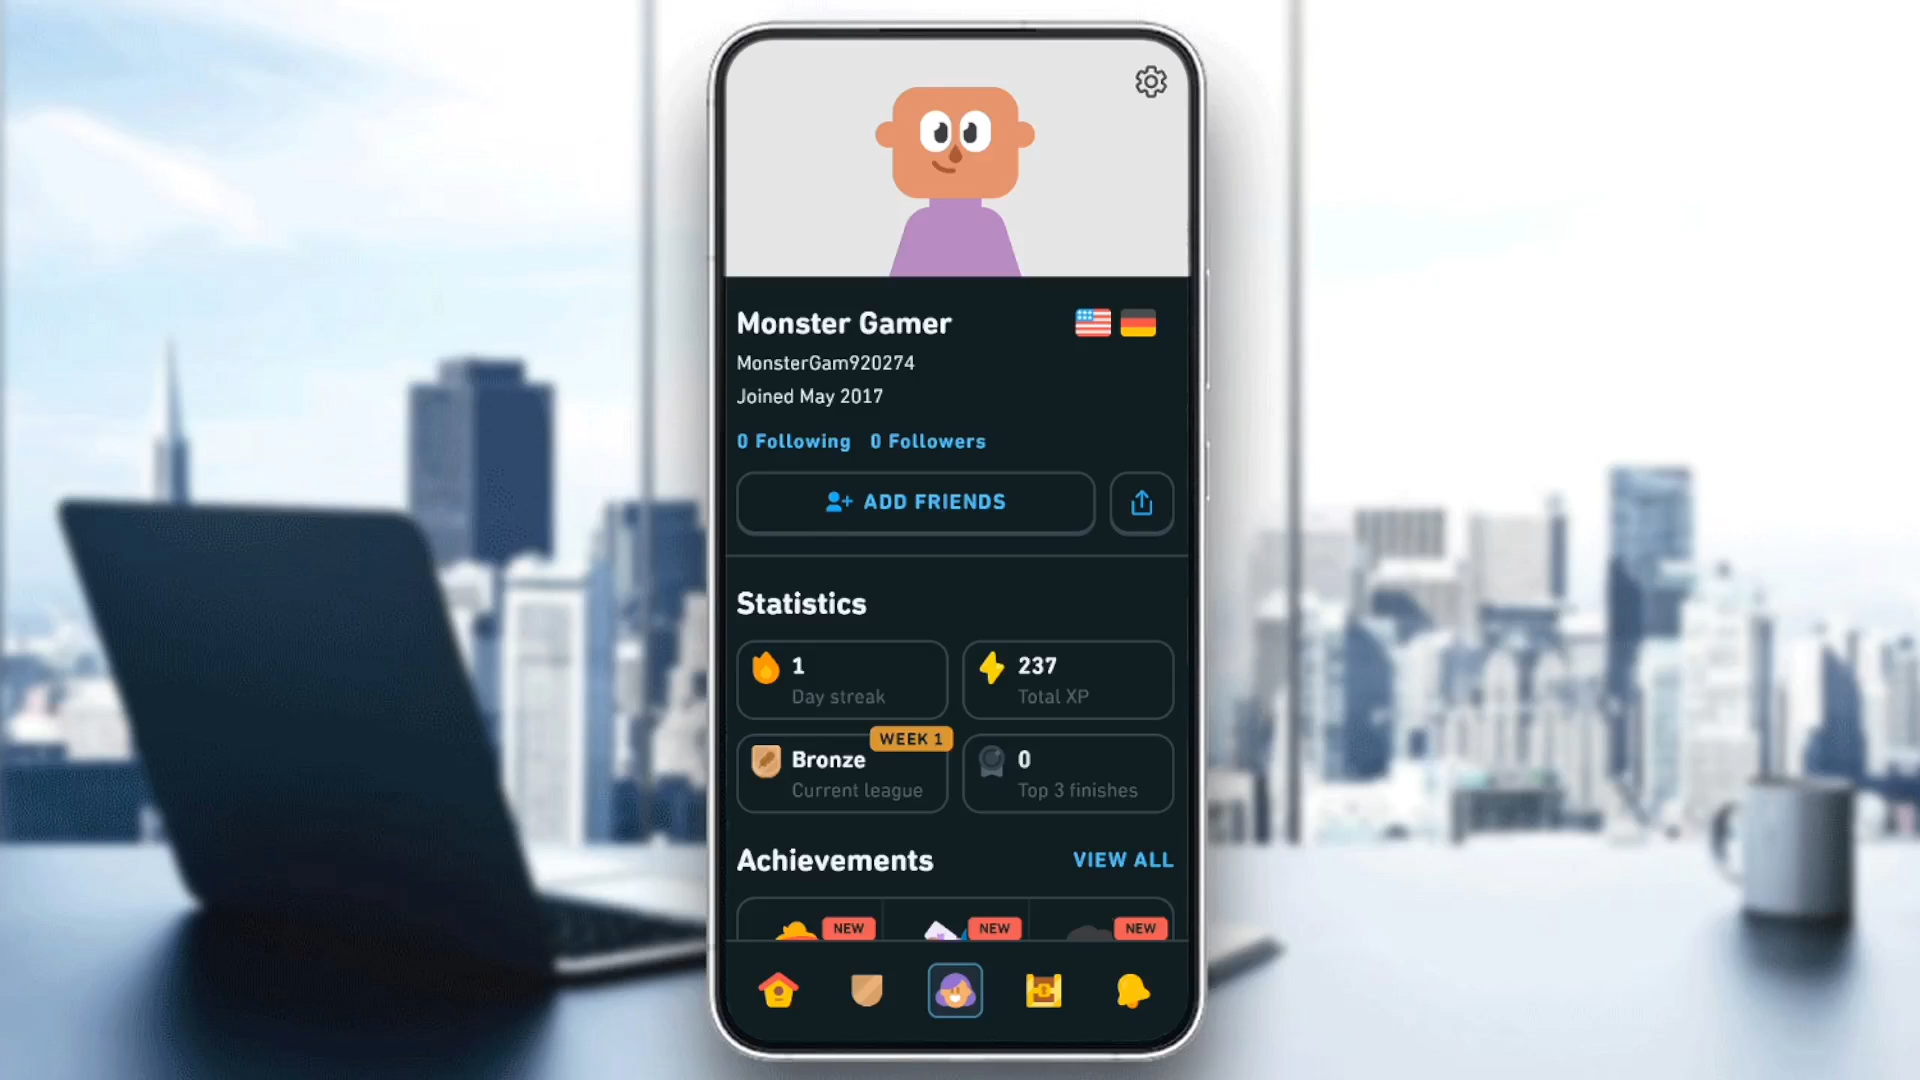 Monster Gamer
MonsterGam920274
Joined May 2017
0 Following 0 Followers
ADD FRIENDS
Statistics
1
Day streak
237
Total XP
WEEK 1
Bronze
Current league
0
Top 3 finishes
Achievements
VIEW ALL
NEW NEW NEW